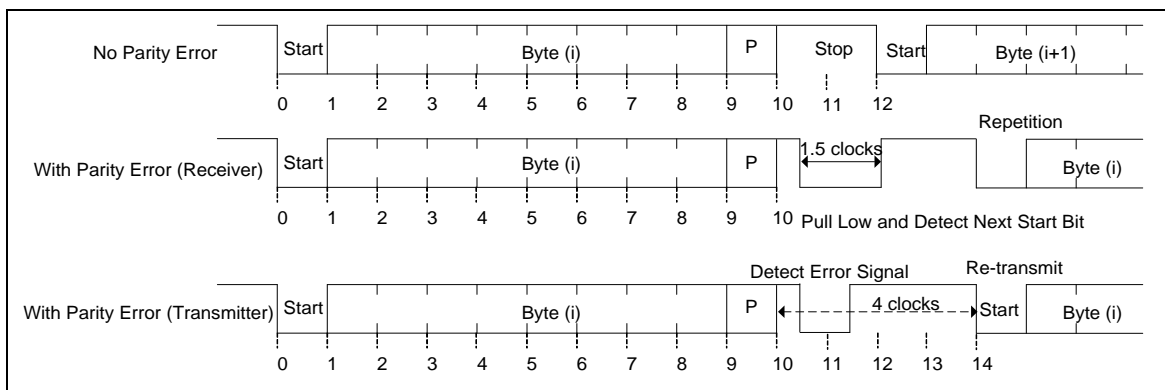 No Parity Error Start Byte (i) P Stop Start Byte (i+1)
0 1 2 3 4 5 6 7 8 9 10 11 12
Repetition
With Parity Error (Receiver) Start Byte (i) P 1.5 clocks Byte (i)
0 1 2 3 4 5 6 7 8 9 10 Pull Low and Detect Next Start Bit
Detect Error Signal Re-transmit
With Parity Error (Transmitter) Start Byte (i) P 4 clocks Start Byte (i)
0 1 2 3 4 5 6 7 8 9 10 11 12 13 14